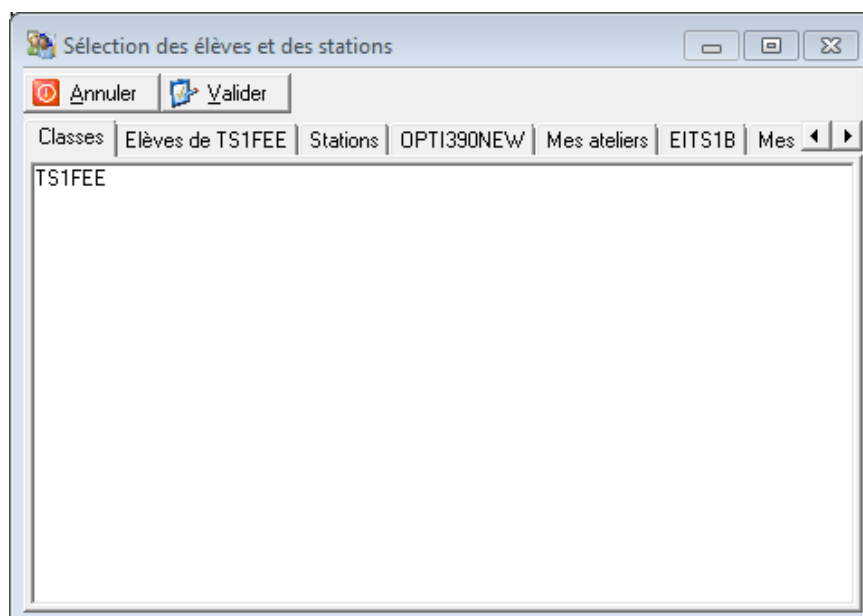 Sélection des élèves et des stations
Annuler Valider
Classes Elèves de TS1FEE Stations OPTI390NEW Mes ateliers EITS1B Mes
TS1FEE